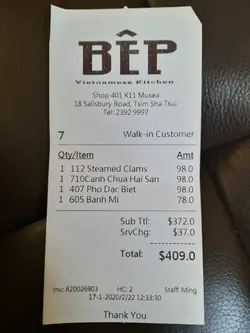 BÊP
Vietnamese Kitchen
Shop 401 K11 Musea
18 Salisbury Road, Tsim Sha Tsui
Tel: 2392 9997
7 Walk-in Customer
Qty/Item Amt
1 112 Steamed Clams 98.0
1 710Canh Chua Hai San 98.0
1 407 Pho Dac Biet 98.0
1 605 Banh Mi 78.0
Sub Ttl: $372.0
SrvChg: $37.0
Total: $409.0
Inv: R20026903 HC: 2 Staff: Ming
17-1-2020/2/22 12:33:30
Thank You